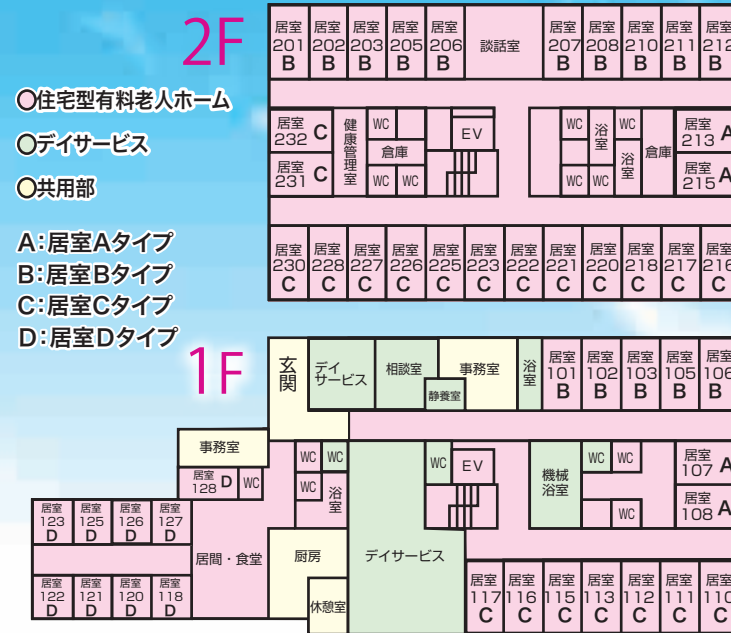 2F
住宅型有料老人ホーム
デイサービス
共用部
A:居室Aタイプ
B:居室Bタイプ
C:居室Cタイプ
D:居室Dタイプ
居室 201 B
居室 202 B
居室 203 B
居室 205 B
居室 206 B
談話室
居室 207 B
居室 208 B
居室 210 B
居室 211 B
居室 212 B
居室 232 C
居室 231 C
健康管理室
WC
倉庫
WC
WC
EV
WC
浴室
WC
WC
WC
浴室
倉庫
居室 213 A
居室 215 A
居室 230 C
居室 228 C
居室 227 C
居室 226 C
居室 225 C
居室 223 C
居室 222 C
居室 221 C
居室 220 C
居室 218 C
居室 217 C
居室 216 C
1F
玄関
デイサービス
相談室
静養室
事務室
浴室
居室 101 B
居室 102 B
居室 103 B
居室 105 B
居室 106 B
事務室
居室 128 D
WC
WC
WC
WC
浴室
WC
EV
機械浴室
WC
WC
WC
居室 107 A
居室 108 A
居室 123 D
居室 125 D
居室 126 D
居室 127 D
居間・食堂
厨房
デイサービス
休憩室
居室 122 D
居室 121 D
居室 120 D
居室 118 D
居室 117 C
居室 116 C
居室 115 C
居室 113 C
居室 112 C
居室 111 C
居室 110 C